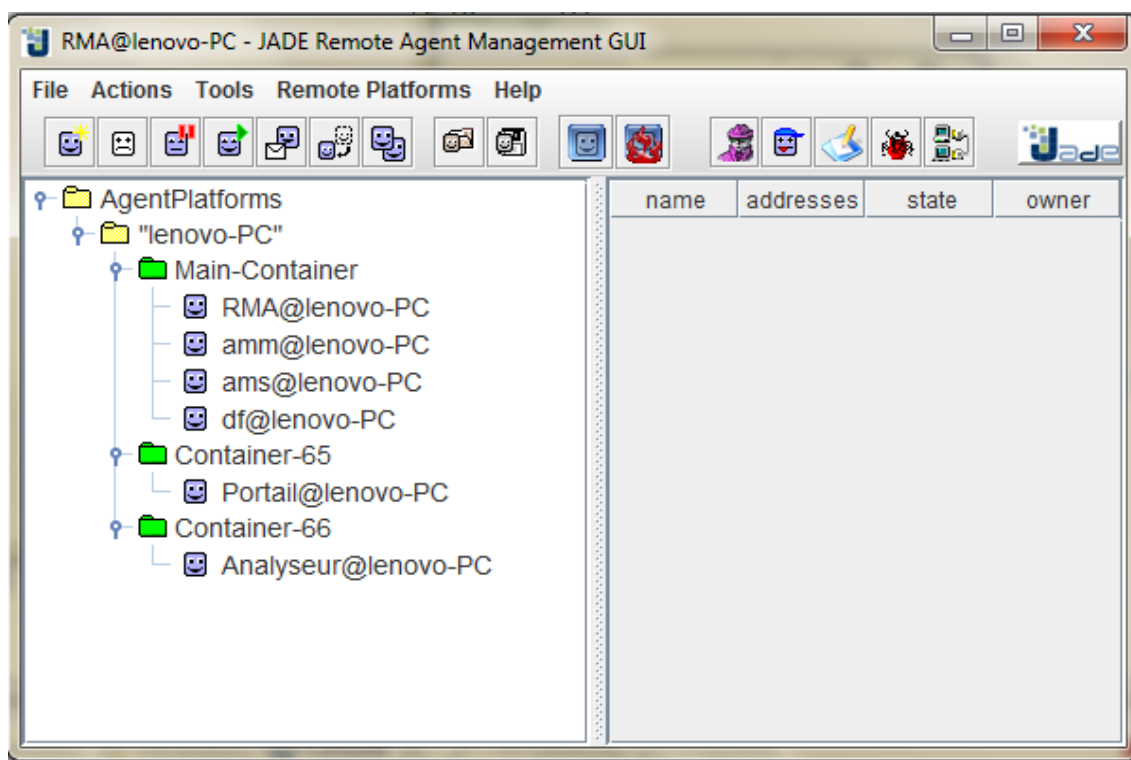 RMA@lenovo-PC - JADE Remote Agent Management GUI
File Actions Tools Remote Platforms Help
Jade
AgentPlatforms
"lenovo-PC"
Main-Container
RMA@lenovo-PC
amm@lenovo-PC
ams@lenovo-PC
df@lenovo-PC
Container-65
Portail@lenovo-PC
Container-66
Analyseur@lenovo-PC
name addresses state owner